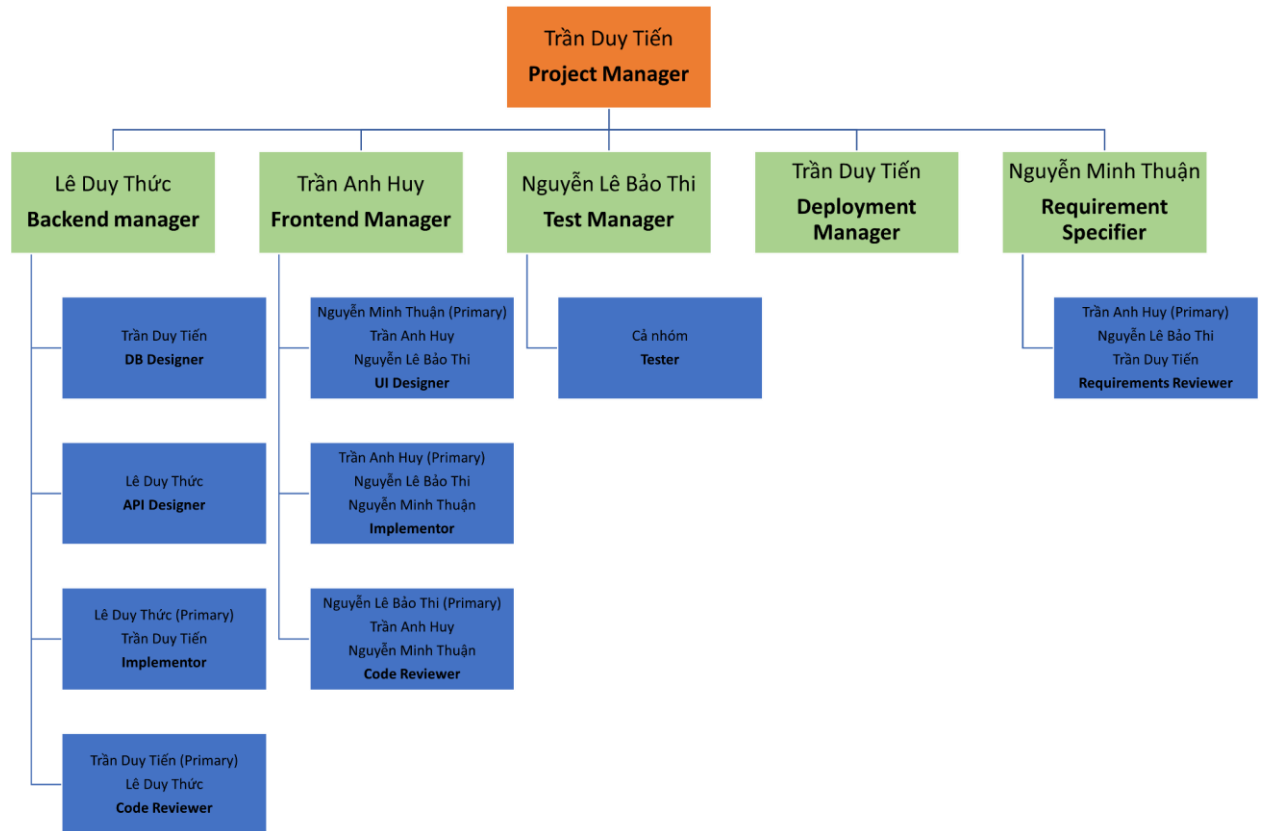 Trần Duy Tiến
Project Manager
Lê Duy Thức
Backend manager
Trần Anh Huy
Frontend Manager
Nguyễn Lê Bảo Thi
Test Manager
Trần Duy Tiến
Deployment
Manager
Nguyễn Minh Thuận
Requirement
Specifier
Trần Duy Tiến
DB Designer
Lê Duy Thức
API Designer
Lê Duy Thức (Primary)
Trần Duy Tiến
Implementor
Trần Duy Tiến (Primary)
Lê Duy Thức
Code Reviewer
Nguyễn Minh Thuận (Primary)
Trần Anh Huy
Nguyễn Lê Bảo Thi
UI Designer
Trần Anh Huy (Primary)
Nguyễn Lê Bảo Thi
Nguyễn Minh Thuận
Implementor
Nguyễn Lê Bảo Thi (Primary)
Trần Anh Huy
Nguyễn Minh Thuận
Code Reviewer
Cả nhóm
Tester
Trần Anh Huy (Primary)
Nguyễn Lê Bảo Thi
Trần Duy Tiến
Requirements Reviewer